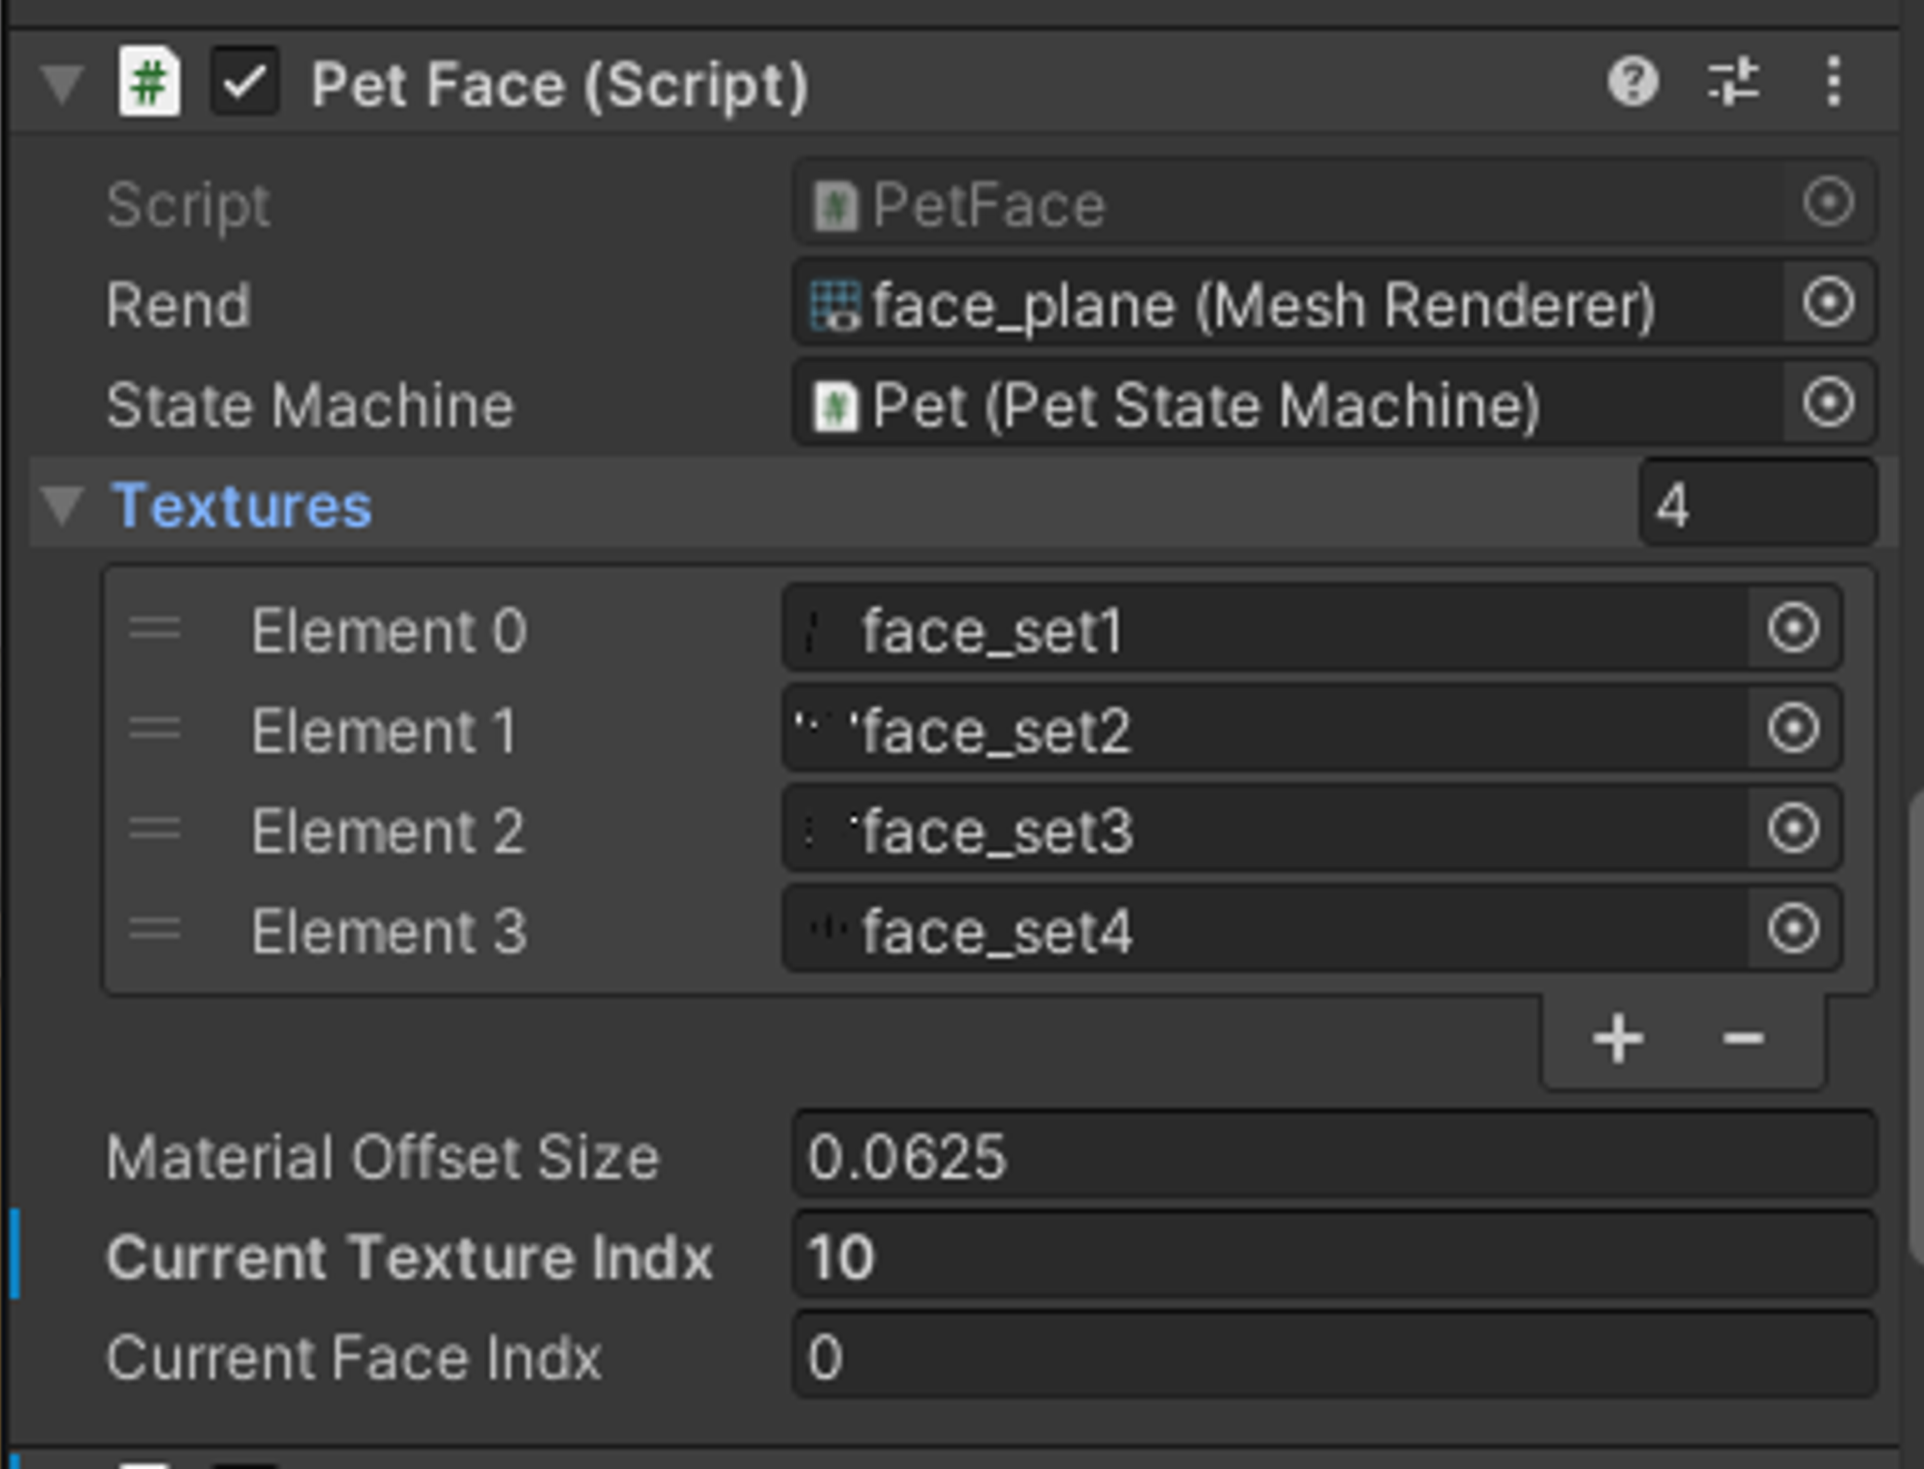 Pet Face (Script)
Script PetFace
Rend face_plane (Mesh Renderer)
State Machine Pet (Pet State Machine)
Textures 4
Element 0 face_set1
Element 1 face_set2
Element 2 face_set3
Element 3 face_set4
+ −
Material Offset Size 0.0625
Current Texture Indx 10
Current Face Indx 0